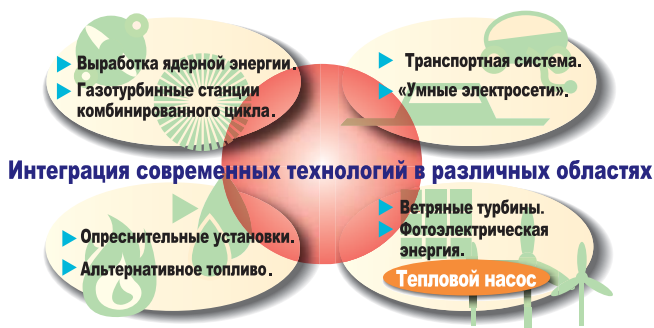 Выработка ядерной энергии.
Газотурбинные станции
комбинированного цикла.
Транспортная система.
«Умные электросети».
Интеграция современных технологий в различных областях
Опреснительные установки.
Альтернативное топливо.
Ветряные турбины.
Фотоэлектрическая
энергия.
Тепловой насос